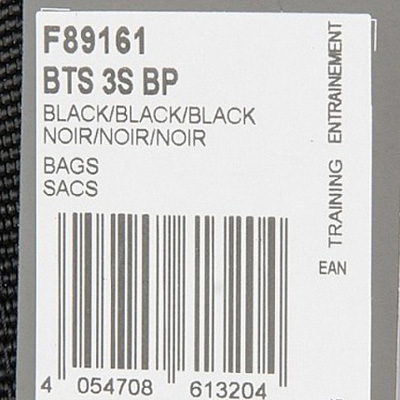 F89161
BTS 3S BP
BLACK/BLACK/BLACK
NOIR/NOIR/NOIR
BAGS
SACS
TRAINING ENTRAINEMENT
EAN
4 054708 613204